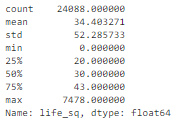 count    24088.000000
mean        34.403271
std         52.285733
min          0.000000
25%         20.000000
50%         30.000000
75%         43.000000
max       7478.000000
Name: life_sq, dtype: float64